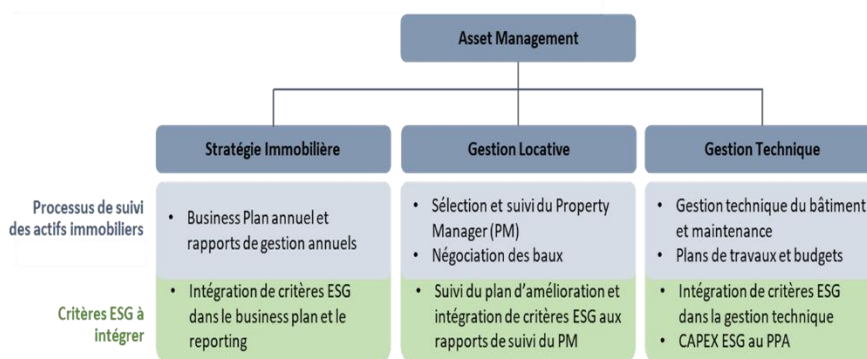 Asset Management
Stratégie Immobilière
Gestion Locative
Gestion Technique
Processus de suivi
des actifs immobiliers
• Business Plan annuel et
rapports de gestion annuels
• Sélection et suivi du Property
Manager (PM)
• Négociation des baux
• Gestion technique du bâtiment
et maintenance
• Plans de travaux et budgets
Critères ESG à
intégrer
• Intégration de critères ESG
dans le business plan et le
reporting
• Suivi du plan d’amélioration et
intégration de critères ESG aux
rapports de suivi du PM
• Intégration de critères ESG
dans la gestion technique
• CAPEX ESG au PPA